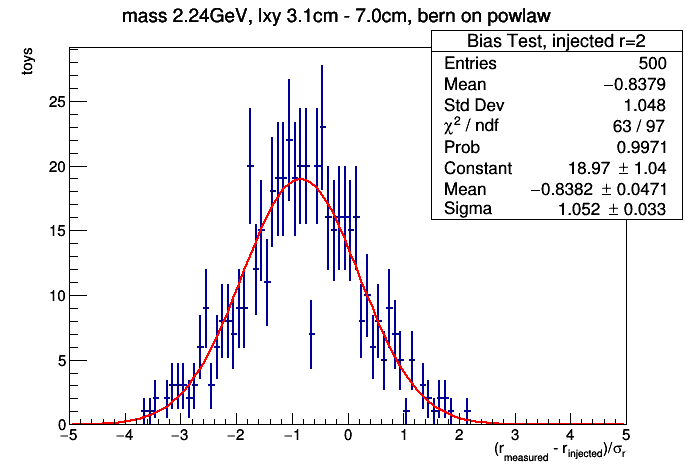 mass 2.24GeV, lxy 3.1cm - 7.0cm, bern on powlaw
Bias Test, injected r=2
Entries 500
Mean −0.8379
Std Dev 1.048
χ² / ndf 63 / 97
Prob 0.9971
Constant 18.97 ± 1.04
Mean −0.8382 ± 0.0471
Sigma 1.052 ± 0.033
toys
25
20
15
10
5
0
−5 −4 −3 −2 −1 0 1 2 3 4 5
(r_measured - r_injected)/σ_r